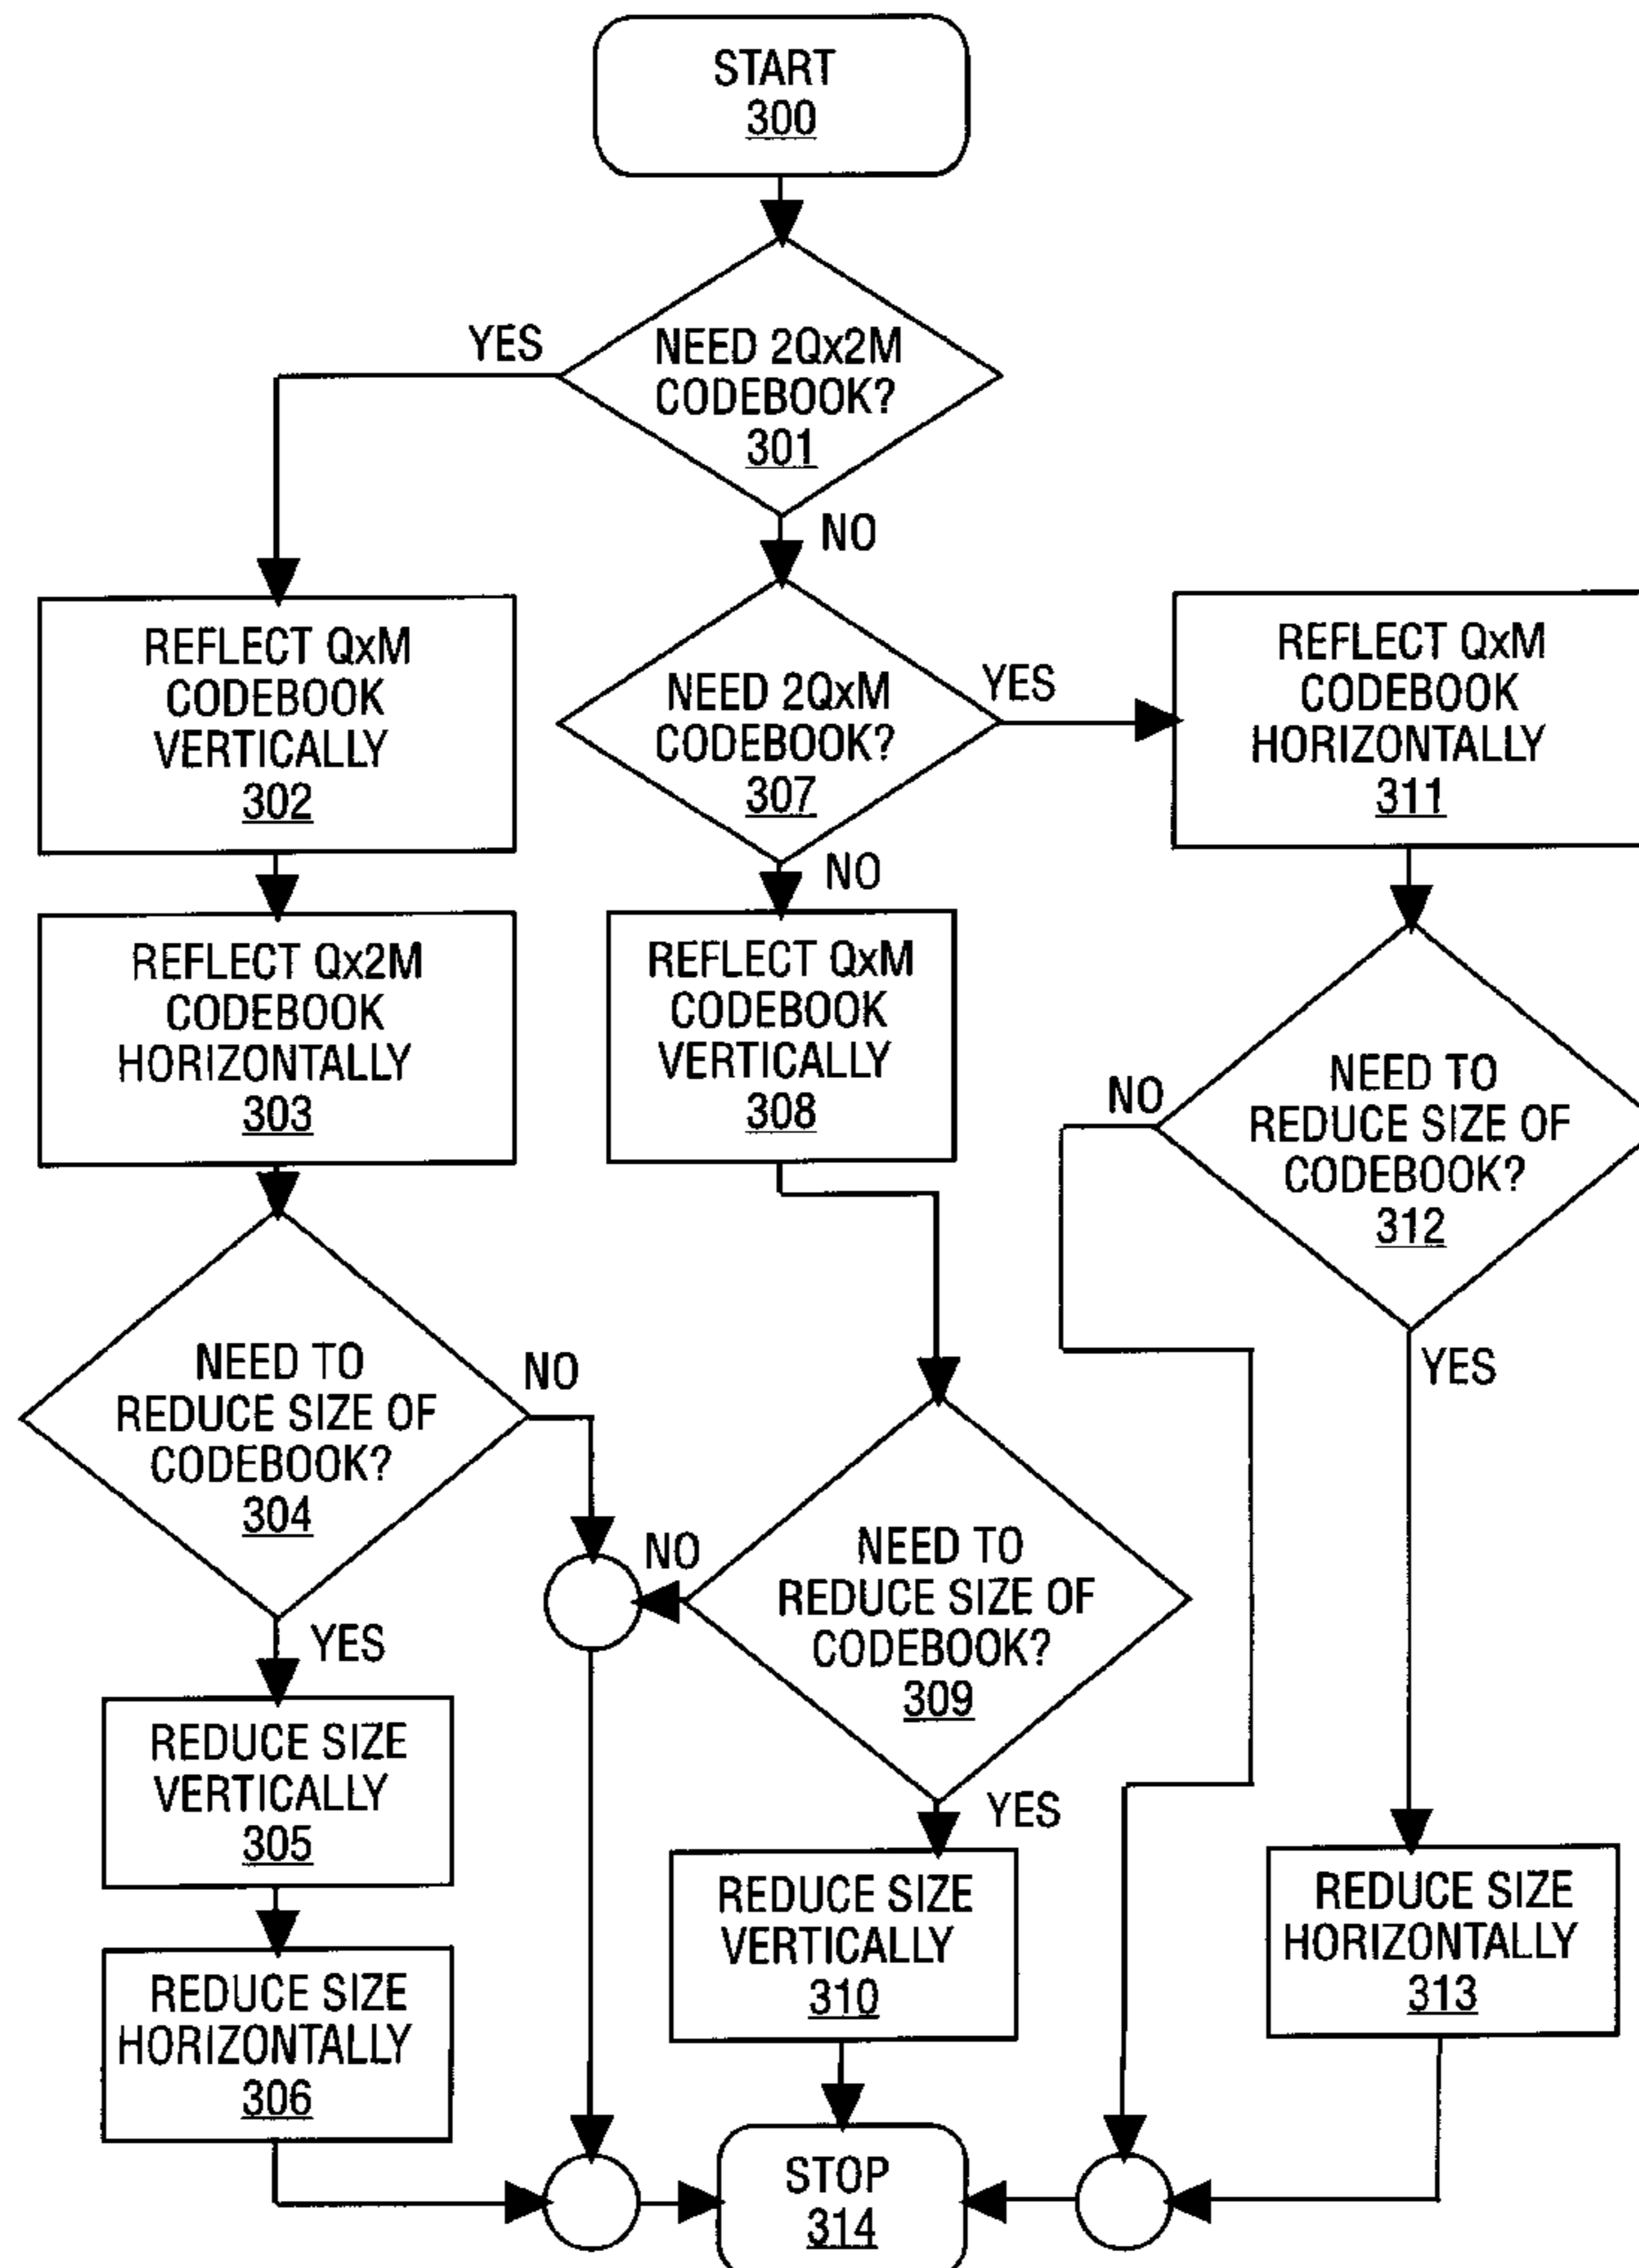 START
300
NEED 2Qx2M
CODEBOOK?
301
YES
NO
REFLECT QxM
CODEBOOK
VERTICALLY
302
NEED 2QxM
CODEBOOK?
307
YES
NO
REFLECT QxM
CODEBOOK
HORIZONTALLY
311
REFLECT Qx2M
CODEBOOK
HORIZONTALLY
303
REFLECT QxM
CODEBOOK
VERTICALLY
308
NEED TO
REDUCE SIZE OF
CODEBOOK?
312
NO
YES
NEED TO
REDUCE SIZE OF
CODEBOOK?
304
NO
YES
NEED TO
REDUCE SIZE OF
CODEBOOK?
309
NO
YES
REDUCE SIZE
VERTICALLY
305
REDUCE SIZE
VERTICALLY
310
REDUCE SIZE
HORIZONTALLY
313
REDUCE SIZE
HORIZONTALLY
306
STOP
314